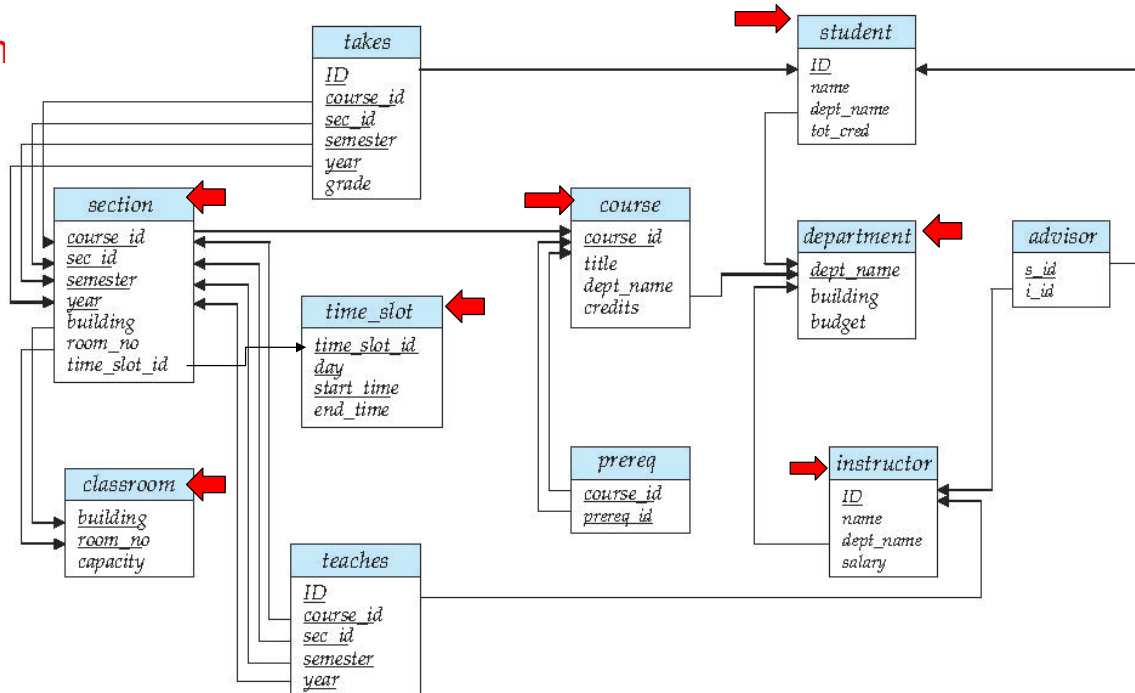 takes
ID
course_id
sec_id
semester
year
grade
student
ID
name
dept_name
tot_cred
section
course_id
sec_id
semester
year
building
room_no
time_slot_id
course
course_id
title
dept_name
credits
department
dept_name
building
budget
advisor
s_id
i_id
time_slot
time_slot_id
day
start_time
end_time
classroom
building
room_no
capacity
prereq
course_id
prereq_id
instructor
ID
name
dept_name
salary
teaches
ID
course_id
sec_id
semester
year